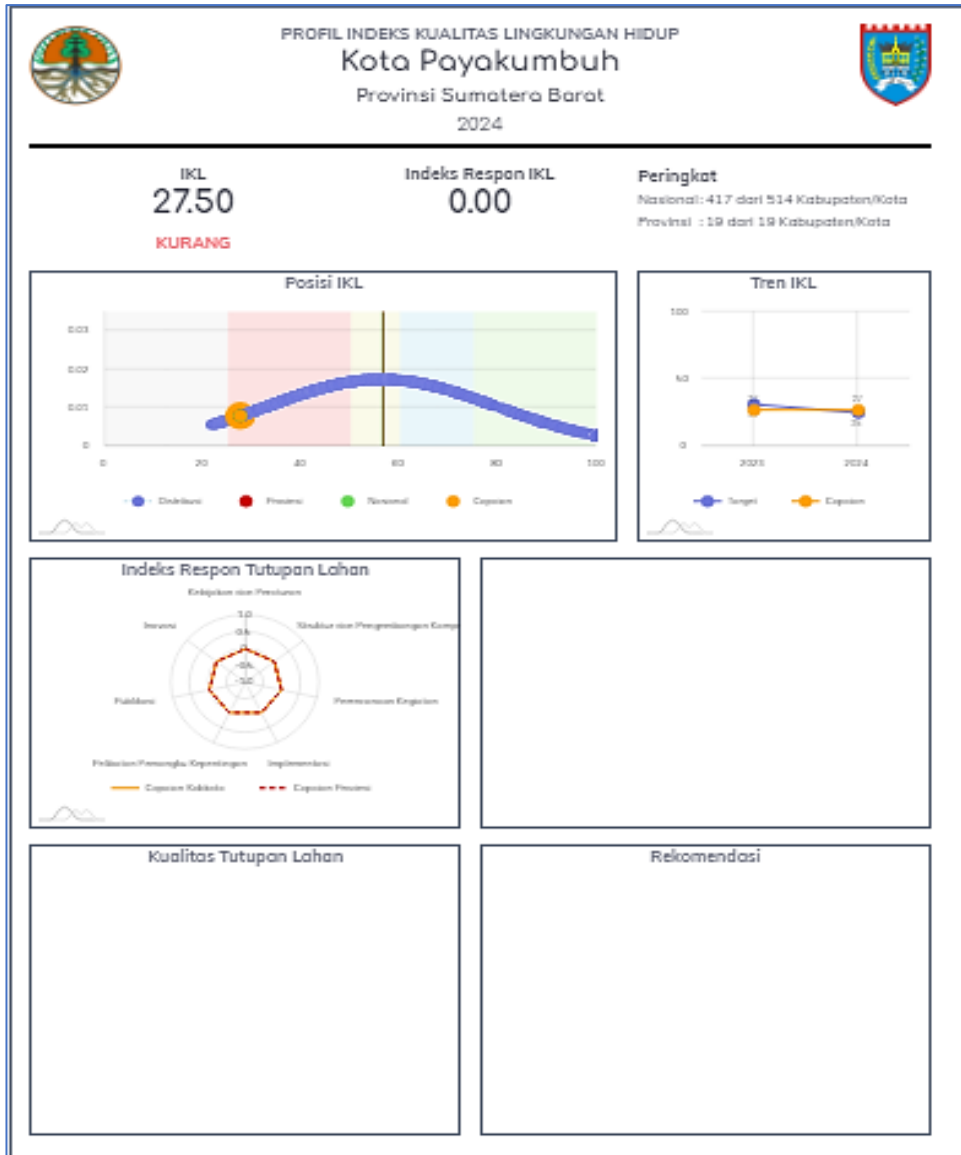 PROFIL INDEKS KUALITAS LINGKUNGAN HIDUP
Kota Payakumbuh
Provinsi Sumatera Barat
2024
IKL
27.50
KURANG
Indeks Respon IKL
0.00
Peringkat
Nasional: 417 dari 514 Kabupaten/Kota
Provinsi : 19 dari 19 Kabupaten/Kota
Posisi IKL
0.03
0.02
0.01
0
0 20 40 60 80 100
Distribusi Provinsi Nasional Capaian
Tren IKL
100
50
0
2023 2024
Target Capaian
Indeks Respon Tutupan Lahan
Kebijakan dan Peraturan
Inovasi
Struktur dan Pengembangan Kompe
1.0
0
-1.0
Publikasi
Perencanaan Kegiatan
Pelibatan Pemangku Kepentingan Implementasi
Capaian Kabkota Capaian Provinsi
Kualitas Tutupan Lahan
Rekomendasi